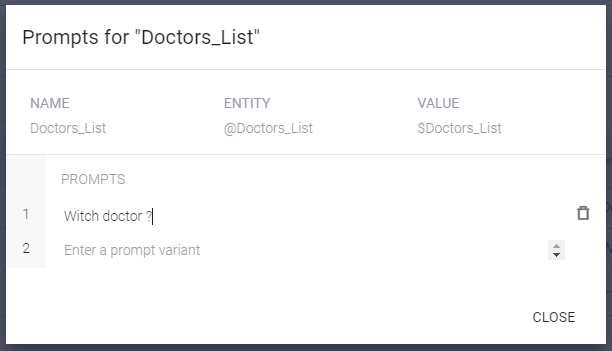 Prompts for "Doctors_List"
NAME ENTITY VALUE
Doctors_List @Doctors_List $Doctors_List
PROMPTS
1 Witch doctor ?
2 Enter a prompt variant
CLOSE